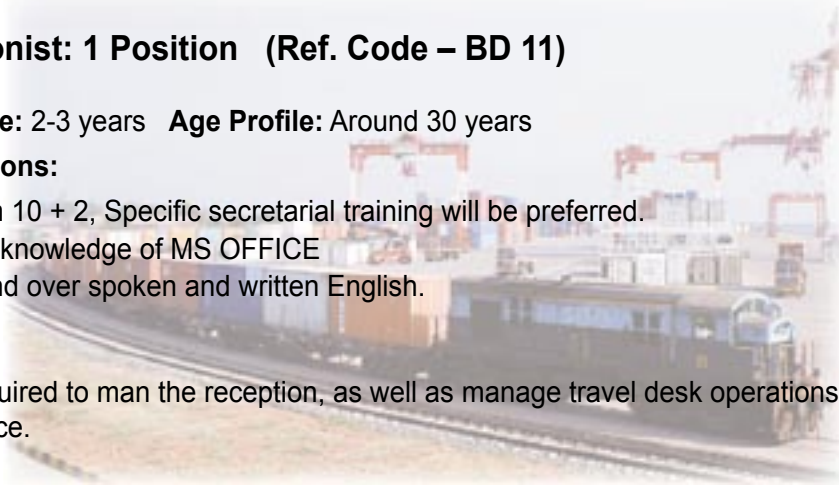 onist: 1 Position (Ref. Code – BD 11)
e: 2-3 years Age Profile: Around 30 years
ons:
10 + 2, Specific secretarial training will be preferred.
knowledge of MS OFFICE
d over spoken and written English.
uired to man the reception, as well as manage travel desk operations
ce.